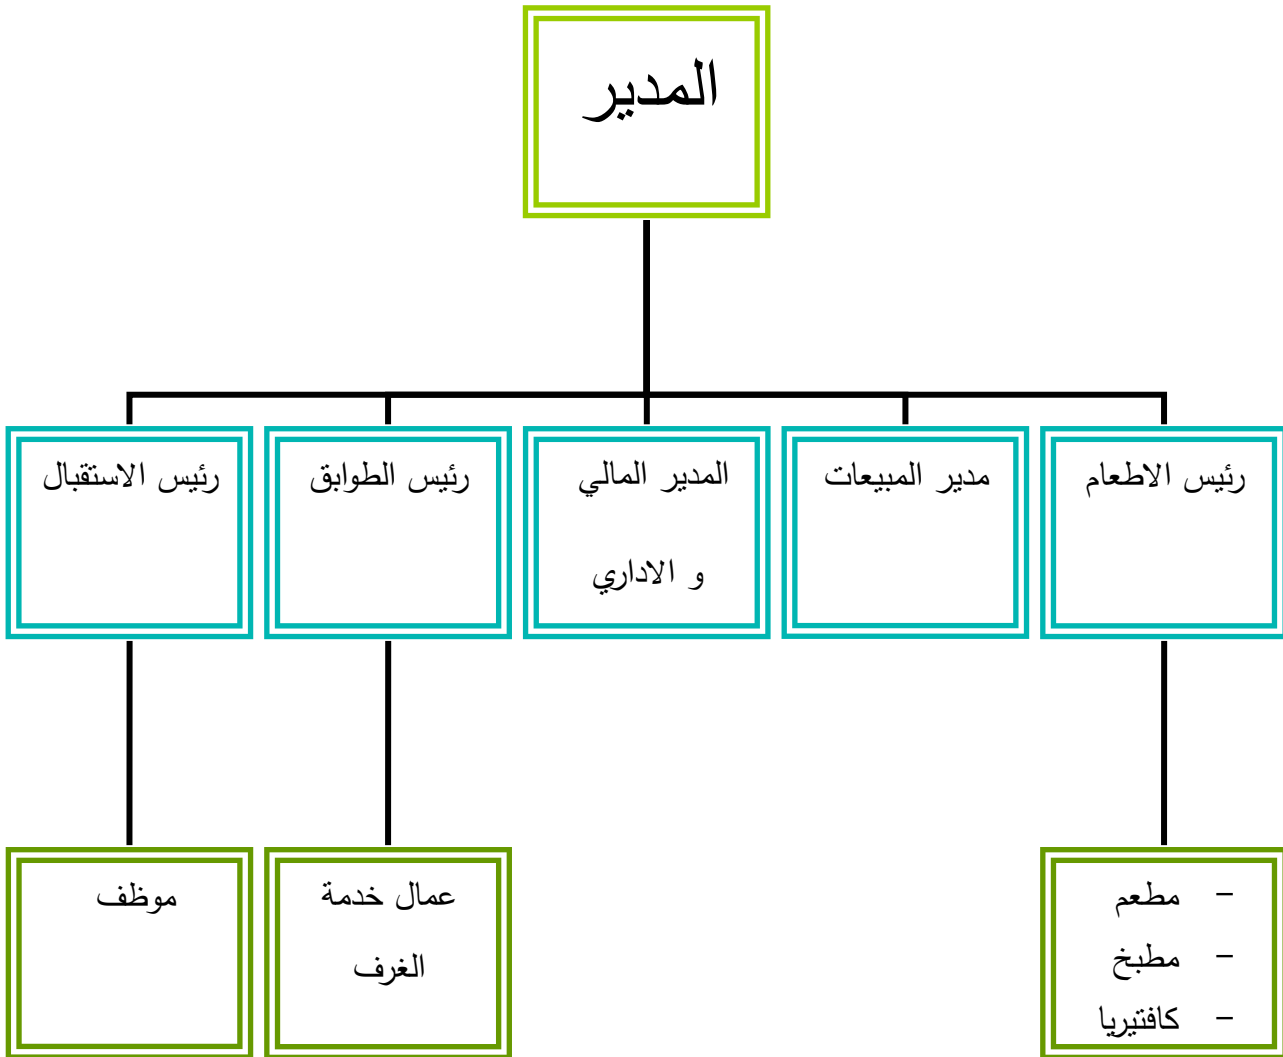 المدير
رئيس الاطعام
مدير المبيعات
المدير المالي
و الاداري
رئيس الطوابق
رئيس الاستقبال
- مطعم
- مطبخ
- كافتيريا
عمال خدمة
الغرف
موظف